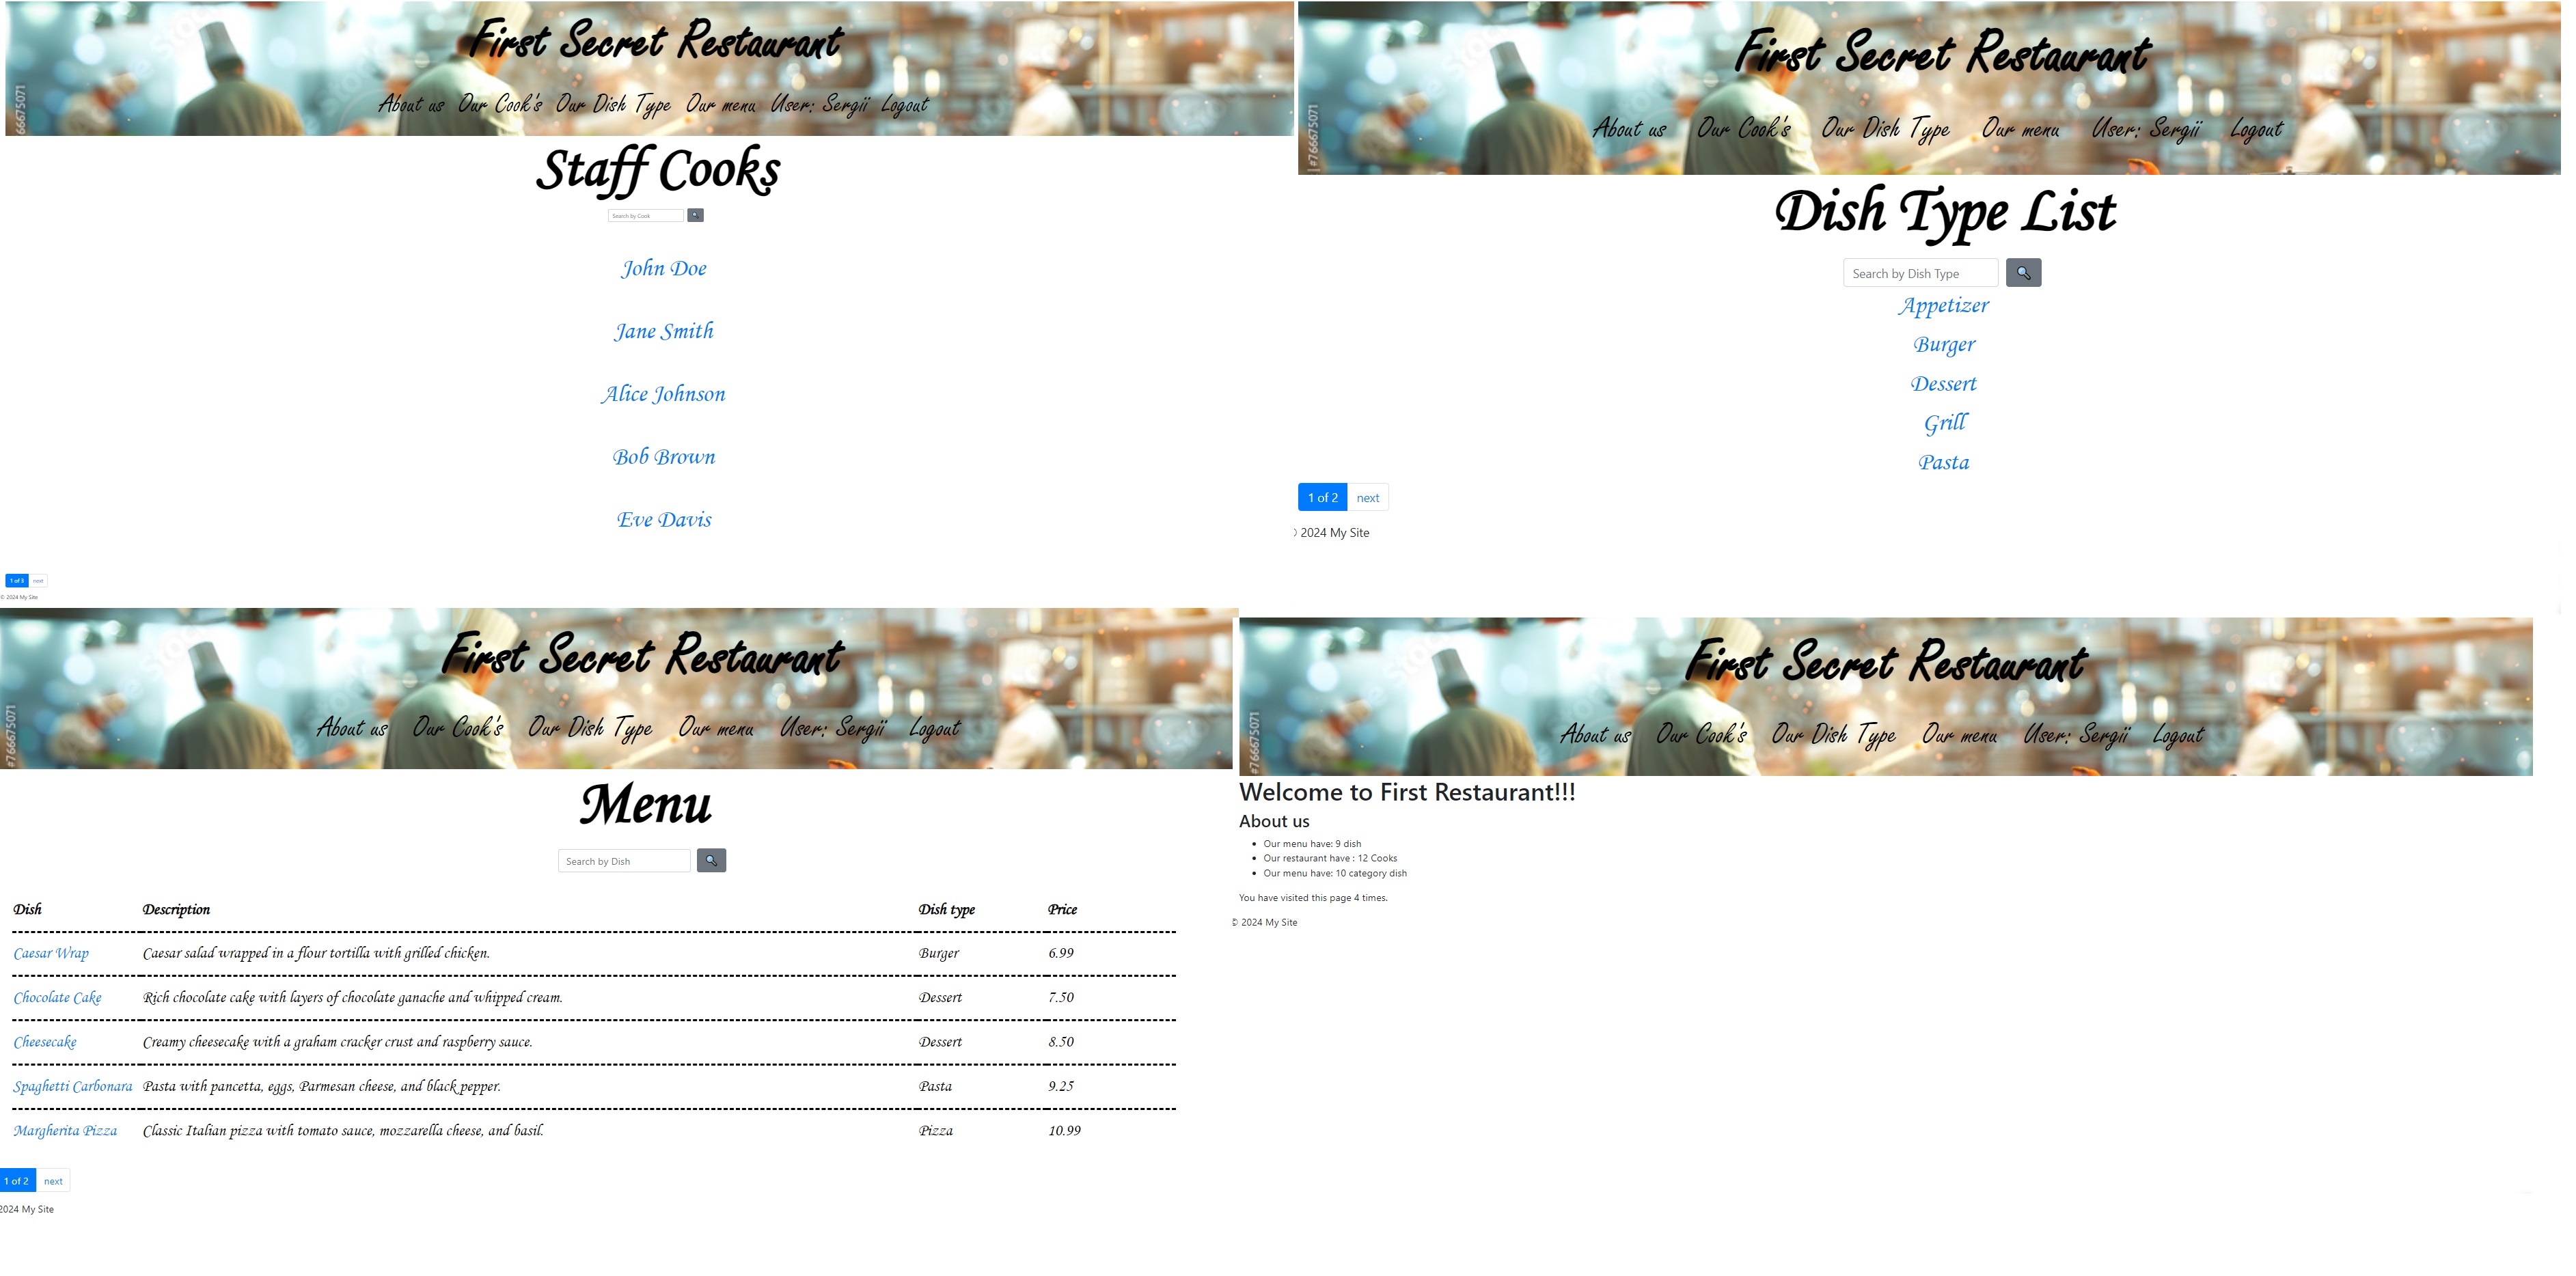 First Secret Restaurant
About us Our Cook's Our Dish Type Our menu User: Sergii Logout
66675071
Staff Cooks
Search by Cook
John Doe
Jane Smith
Alice Johnson
Bob Brown
Eve Davis
1 of 3 next
© 2024 My Site
First Secret Restaurant
About us Our Cook's Our Dish Type Our menu User: Sergii Logout
#766675071
Dish Type List
Search by Dish Type
Appetizer
Burger
Dessert
Grill
Pasta
1 of 2 next
2024 My Site
First Secret Restaurant
About us Our Cook's Our Dish Type Our menu User: Sergii Logout
#766675071
Menu
Search by Dish
Dish Description Dish type Price
Caesar Wrap Caesar salad wrapped in a flour tortilla with grilled chicken. Burger 6.99
Chocolate Cake Rich chocolate cake with layers of chocolate ganache and whipped cream. Dessert 7.50
Cheesecake Creamy cheesecake with a graham cracker crust and raspberry sauce. Dessert 8.50
Spaghetti Carbonara Pasta with pancetta, eggs, Parmesan cheese, and black pepper. Pasta 9.25
Margherita Pizza Classic Italian pizza with tomato sauce, mozzarella cheese, and basil. Pizza 10.99
1 of 2 next
2024 My Site
First Secret Restaurant
About us Our Cook's Our Dish Type Our menu User: Sergii Logout
#766675071
Welcome to First Restaurant!!!
About us
Our menu have: 9 dish
Our restaurant have : 12 Cooks
Our menu have: 10 category dish
You have visited this page 4 times.
© 2024 My Site